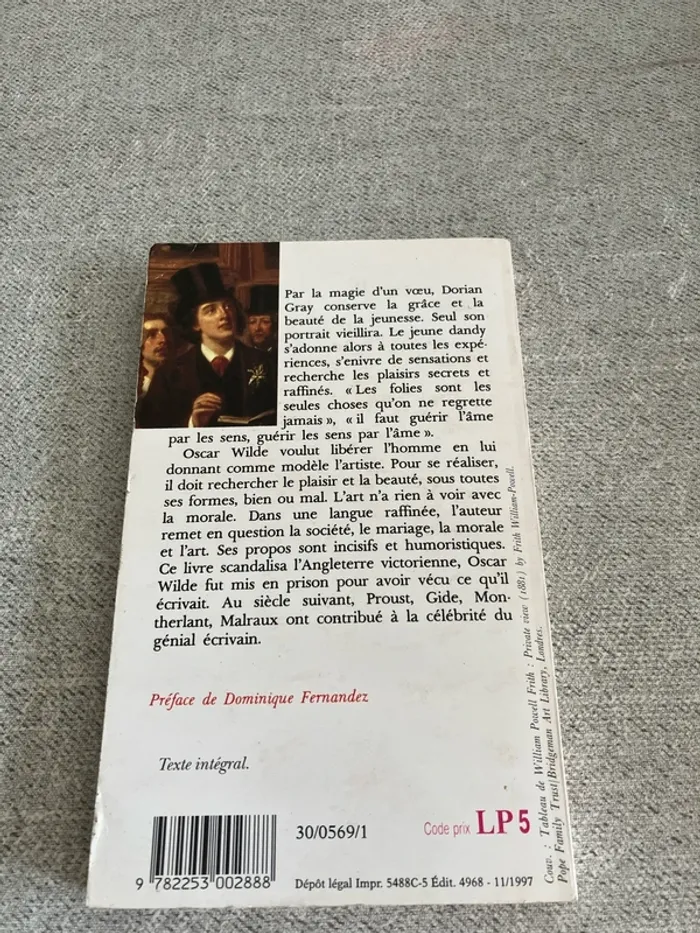 Par la magie d'un vœu, Dorian
Gray conserve la grâce et la
beauté de la jeunesse. Seul son
portrait vieillira. Le jeune dandy
s'adonne alors à toutes les expé-
riences, s'enivre de sensations et
recherche les plaisirs secrets et
raffinés. « Les folies sont les
seules choses qu'on ne regrette
jamais », « il faut guérir l'âme
par les sens, guérir les sens par l'âme ».
Oscar Wilde voulut libérer l'homme en lui
donnant comme modèle l'artiste. Pour se réaliser,
il doit rechercher le plaisir et la beauté, sous toutes
ses formes, bien ou mal. L'art n'a rien à voir avec
la morale. Dans une langue raffinée, l'auteur
remet en question la société, le mariage, la morale
et l'art. Ses propos sont incisifs et humoristiques.
Ce livre scandalisa l'Angleterre victorienne, Oscar
Wilde fut mis en prison pour avoir vécu ce qu'il
écrivait. Au siècle suivant, Proust, Gide, Mon-
therlant, Malraux ont contribué à la célébrité du
génial écrivain.
Préface de Dominique Fernandez
Texte intégral.
30/0569/1
Code prix LP 5
9 782253 002888
Dépôt légal Impr. 5488C-5 Édit. 4968 - 11/1997
Couv. : Tableau de William Powell Frith : Private view (1881) by Frith William-Powell.
Pope Family Trust/Bridgeman Art Library, Londres.